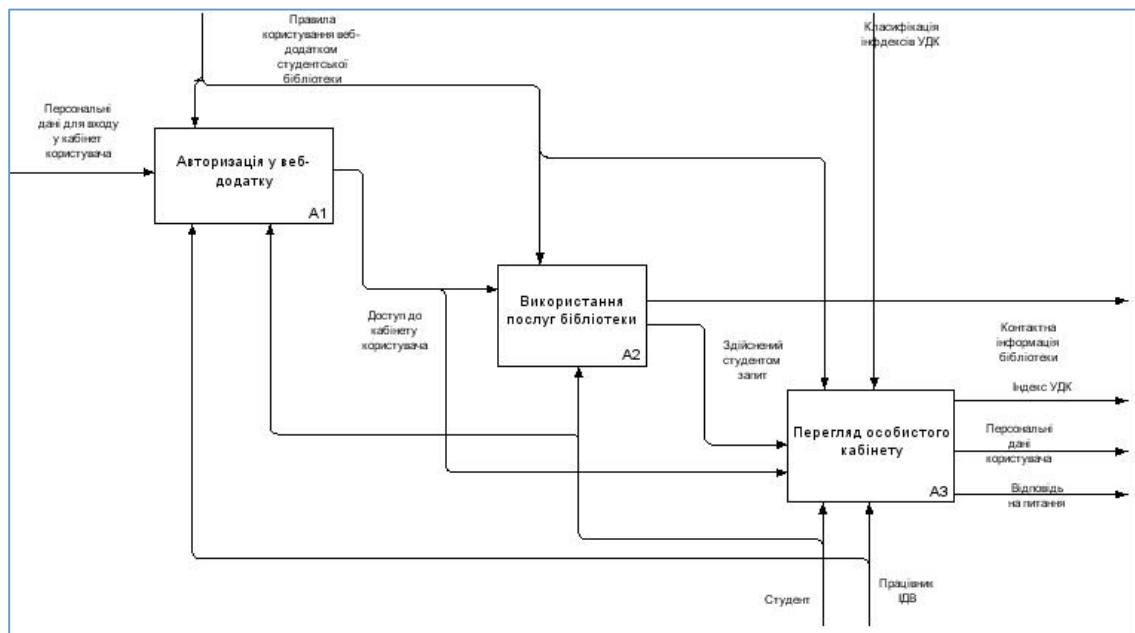 Правила
користування веб-
додатком
студентської
бібліотеки
Класифікація
інфдексів УДК
Персональні
дані для входу
у кабінет
користувача
Авторизація у веб-
додатку
A1
Доступ до
кабінету
користувача
Використання
послуг бібліотеки
A2
Здійснений
студентом
запит
Контактна
інформація
бібліотеки
Індекс УДК
Перегляд особистого
кабінету
A3
Персональні
дані
користувача
Відповідь
на питання
Студент
Працівник
ІДВ